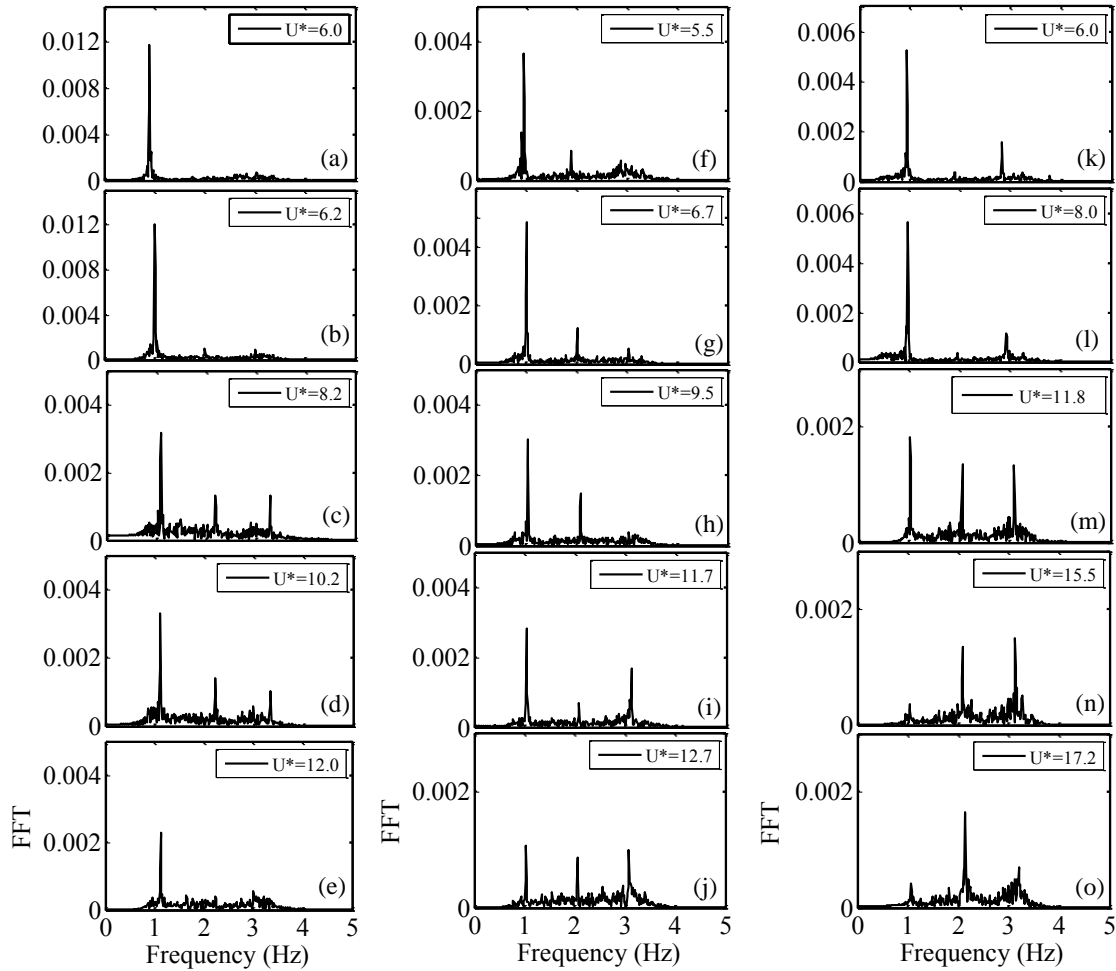 U*=6.0
0.012
0.008
0.004
0
(a)
U*=6.2
0.012
0.008
0.004
0
(b)
U*=8.2
0.004
0.002
0
(c)
U*=10.2
0.004
0.002
0
(d)
U*=12.0
0.004
0.002
0
(e)
FFT
0 1 2 3 4 5
Frequency (Hz)
U*=5.5
0.004
0.002
0
(f)
U*=6.7
0.004
0.002
0
(g)
U*=9.5
0.004
0.002
0
(h)
U*=11.7
0.004
0.002
0
(i)
U*=12.7
0.002
0
(j)
FFT
0 1 2 3 4 5
Frequency (Hz)
U*=6.0
0.006
0.004
0.002
0
(k)
U*=8.0
0.006
0.004
0.002
0
(l)
U*=11.8
0.002
0
(m)
U*=15.5
0.002
0
(n)
U*=17.2
0.002
0
(o)
FFT
0 1 2 3 4 5
Frequency (Hz)